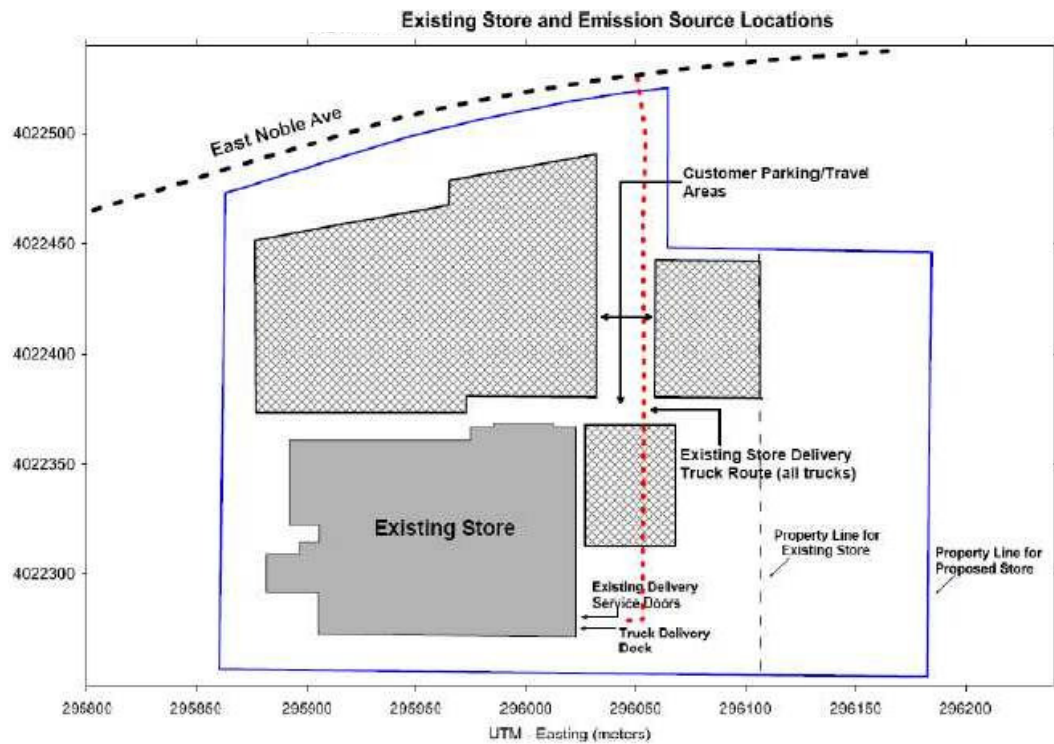 Existing Store and Emission Source Locations
East Noble Ave
4022500
Customer Parking/Travel
Areas
4022450
4022400
4022350
Existing Store Delivery
Truck Route (all trucks)
Existing Store
Property Line for
Existing Store
Property Line for
Proposed Store
4022300
Existing Delivery
Service Doors
Truck Delivery
Dock
295800
295850
295900
295950
296000
296050
296100
296150
296200
UTM - Easting (meters)